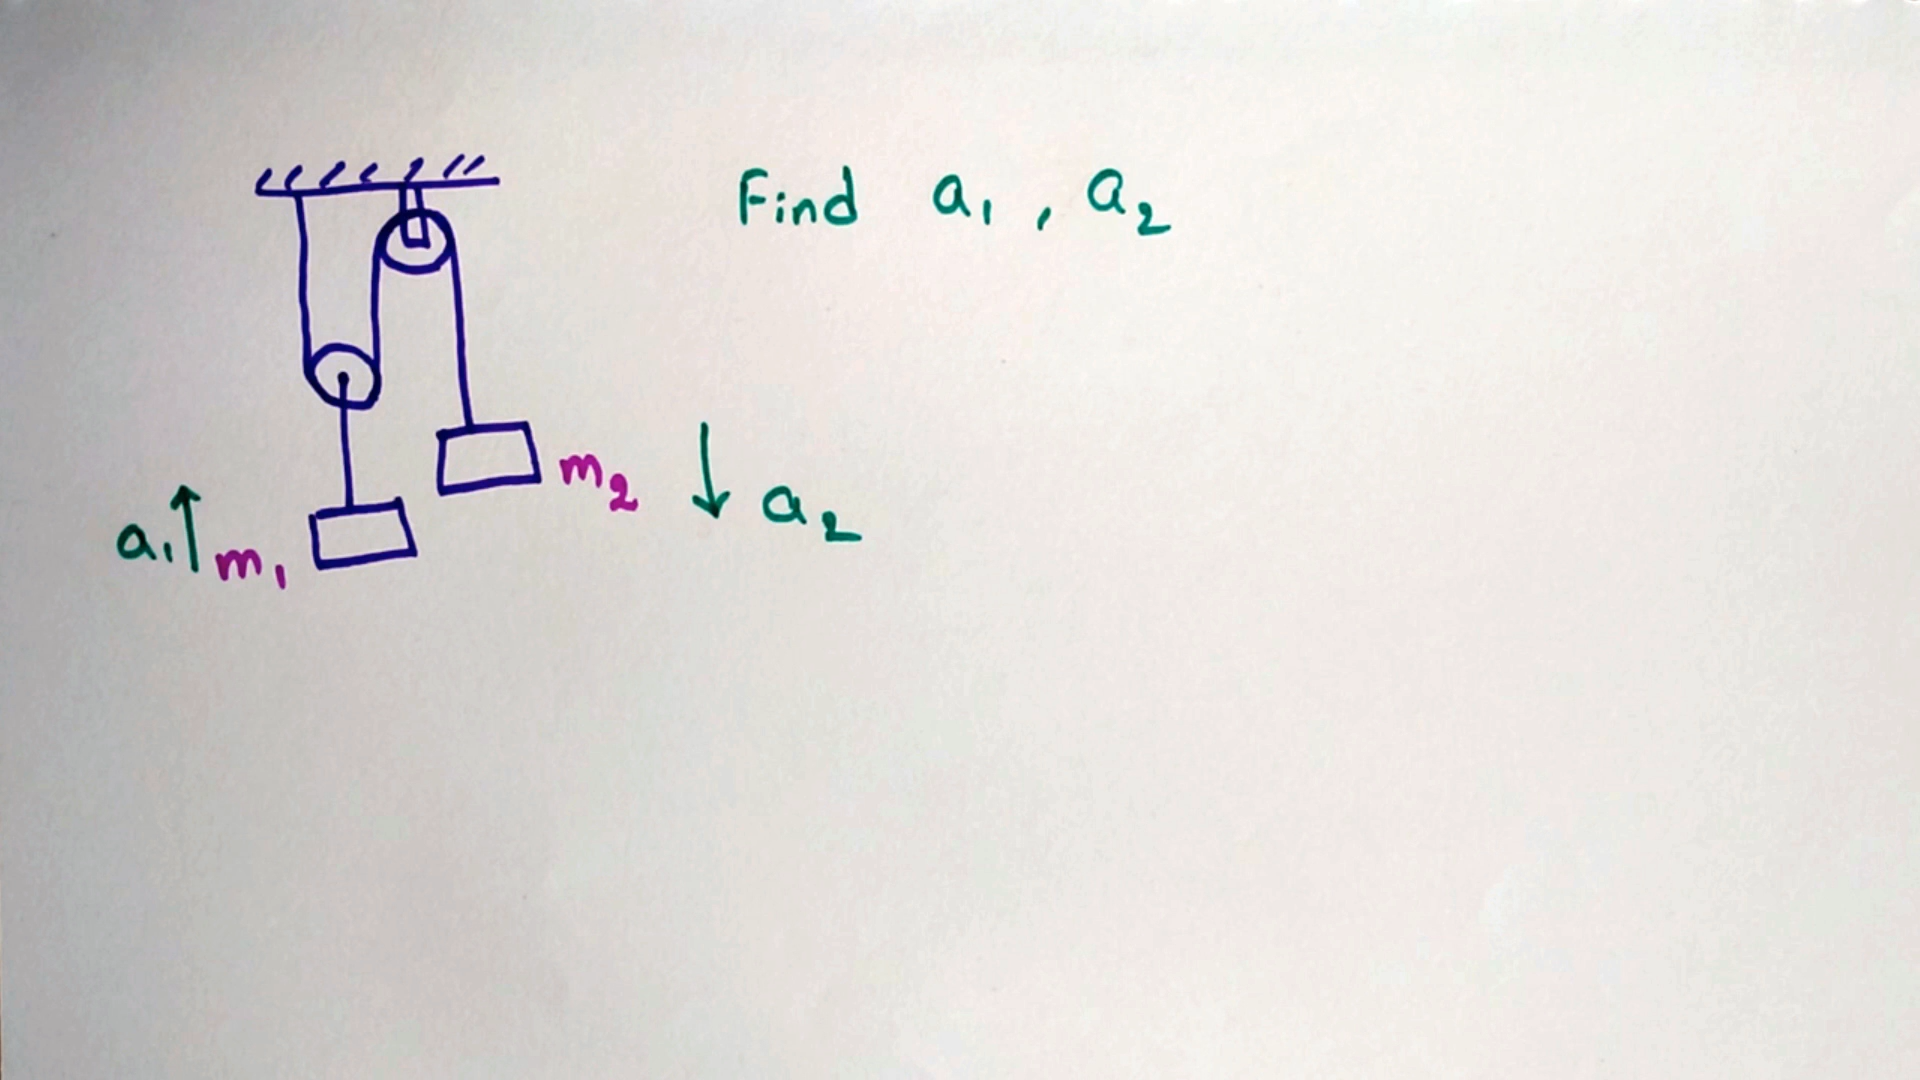 Find a₁ , a₂
m₂ ↓ a₂
a₁↑ m₁